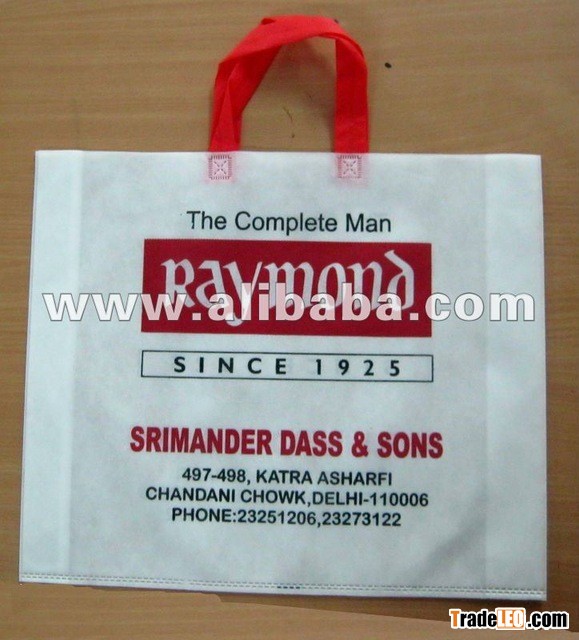 The Complete Man
Raymond
www.alibaba.com
SINCE 1925
SRIMANDER DASS & SONS
497-498, KATRA ASHARFI
CHANDANI CHOWK,DELHI-110006
PHONE:23251206,23273122
TradeLEO.com